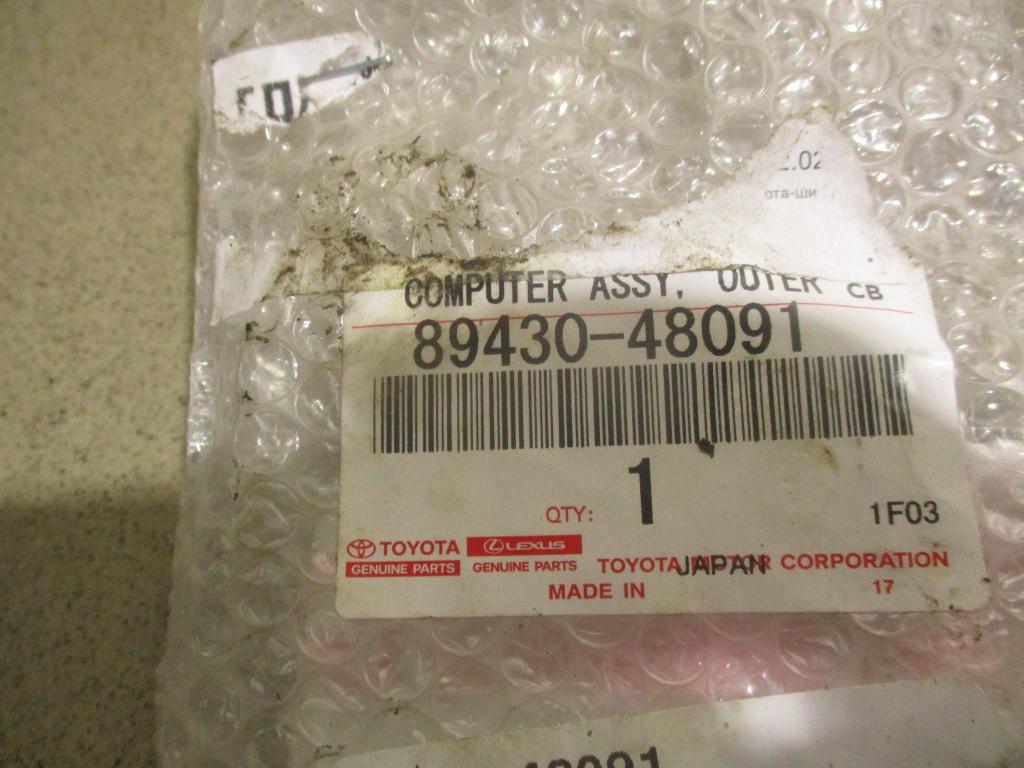 .02
ота-ши
COMPUTER ASSY, OUTER CB
89430-48091
1
QTY:
1F03
TOYOTA
GENUINE PARTS
LEXUS
GENUINE PARTS
TOYOTA CORPORATION
JAPAN
MADE IN
17
48091